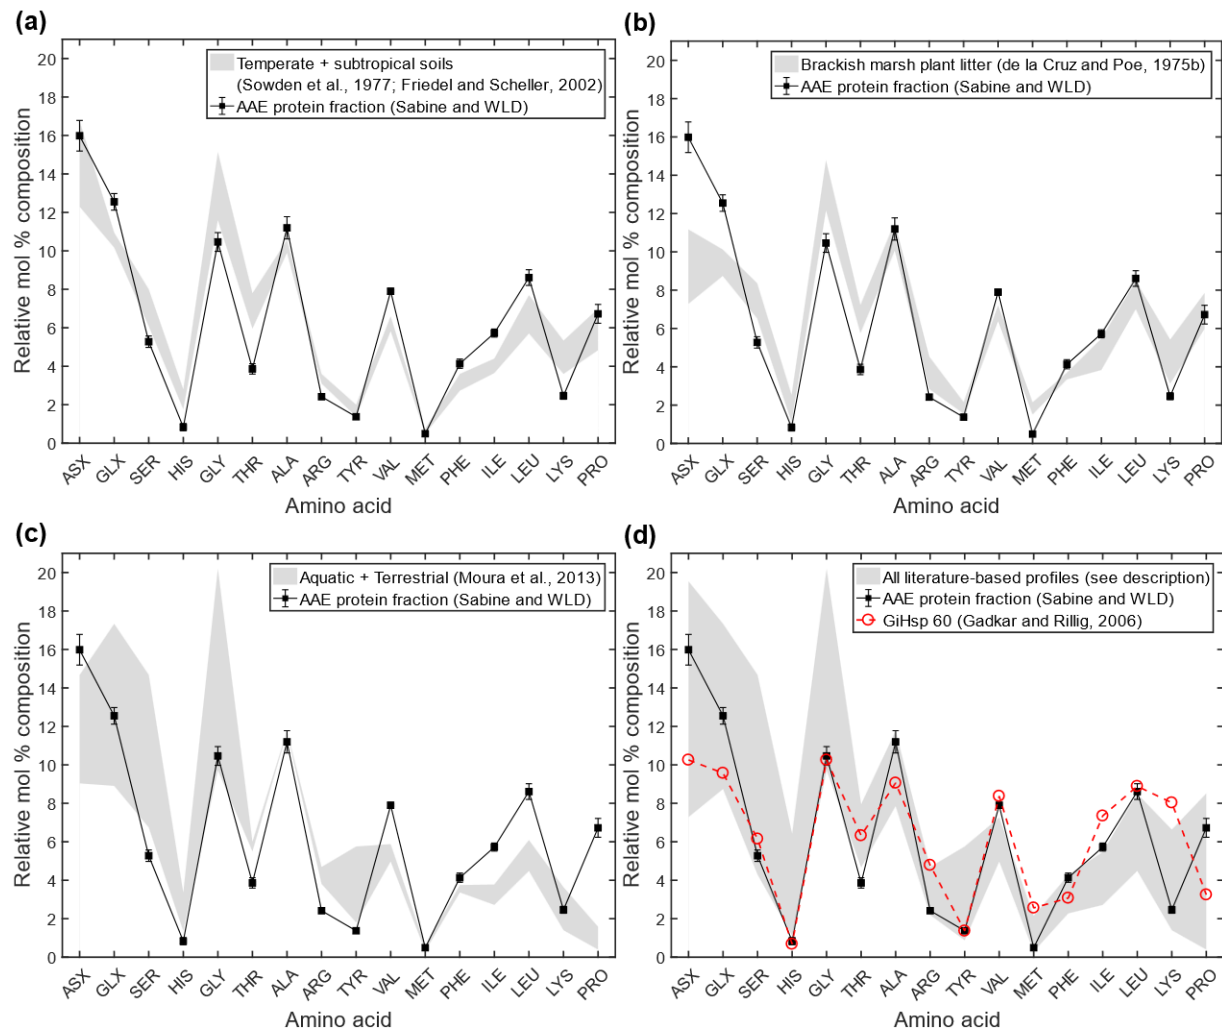 (a)
Relative mol % composition
20
18
16
14
12
10
8
6
4
2
0
Temperate + subtropical soils
(Sowden et al., 1977; Friedel and Scheller, 2002)
AAE protein fraction (Sabine and WLD)
ASX GLX SER HIS GLY THR ALA ARG TYR VAL MET PHE ILE LEU LYS PRO
Amino acid
(b)
Relative mol % composition
20
18
16
14
12
10
8
6
4
2
0
Brackish marsh plant litter (de la Cruz and Poe, 1975b)
AAE protein fraction (Sabine and WLD)
ASX GLX SER HIS GLY THR ALA ARG TYR VAL MET PHE ILE LEU LYS PRO
Amino acid
(c)
Relative mol % composition
20
18
16
14
12
10
8
6
4
2
0
Aquatic + Terrestrial (Moura et al., 2013)
AAE protein fraction (Sabine and WLD)
ASX GLX SER HIS GLY THR ALA ARG TYR VAL MET PHE ILE LEU LYS PRO
Amino acid
(d)
Relative mol % composition
20
18
16
14
12
10
8
6
4
2
0
All literature-based profiles (see description)
AAE protein fraction (Sabine and WLD)
GiHsp 60 (Gadkar and Rillig, 2006)
ASX GLX SER HIS GLY THR ALA ARG TYR VAL MET PHE ILE LEU LYS PRO
Amino acid